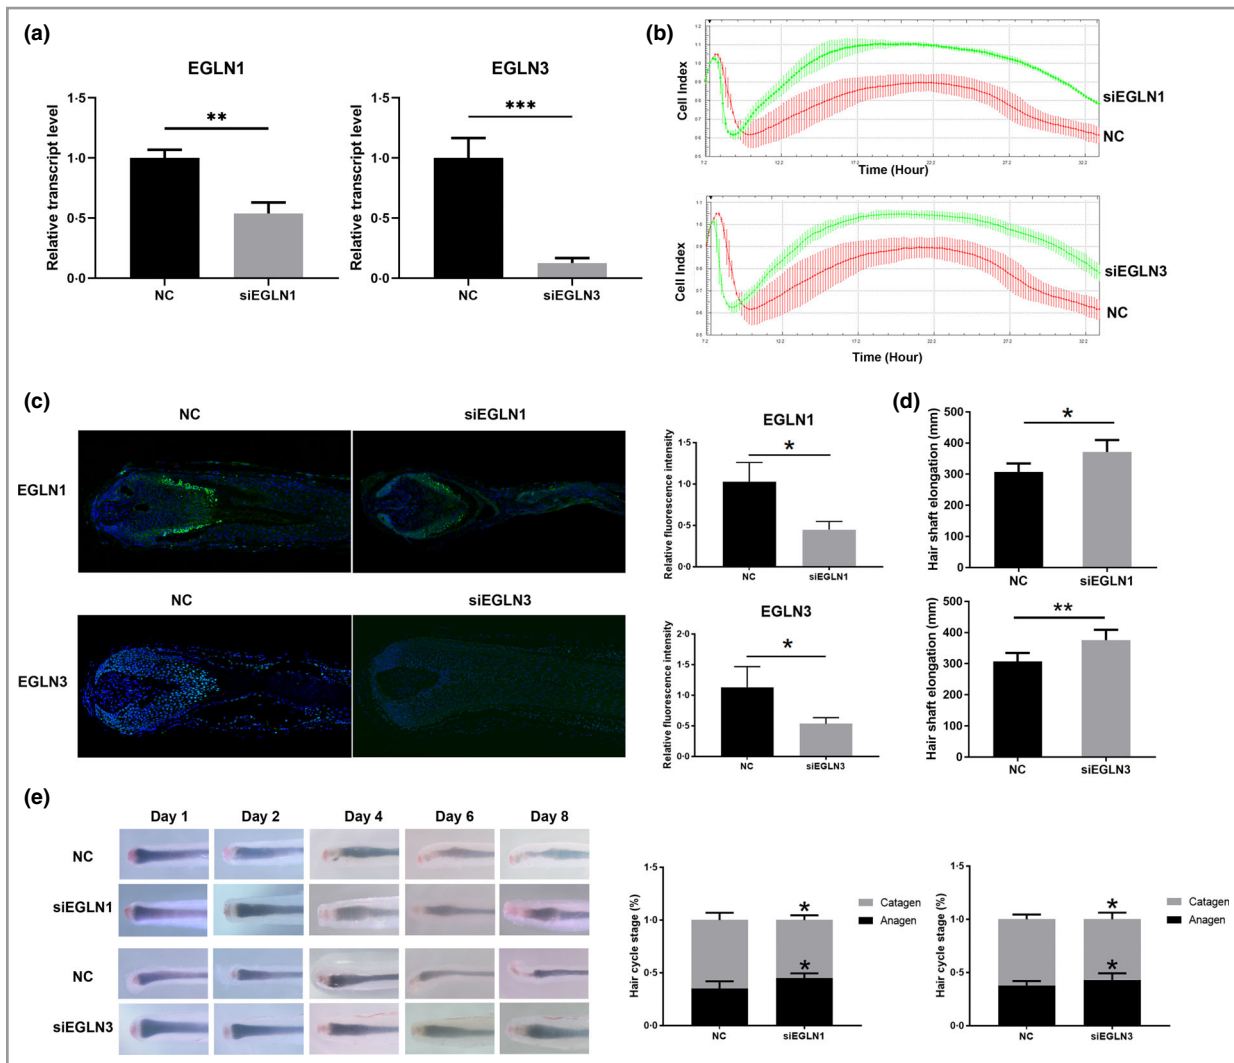 (a)
EGLN1
Relative transcript level
1·5
1·0
0·5
0·0
**
NC
siEGLN1
EGLN3
Relative transcript level
1·5
1·0
0·5
0·0
***
NC
siEGLN3
(b)
Cell Index
siEGLN1
NC
Time (Hour)
Cell Index
siEGLN3
NC
Time (Hour)
(c)
NC
siEGLN1
EGLN1
NC
siEGLN3
EGLN3
EGLN1
Relative fluorescence intensity
1·5
1·0
0·5
0·0
*
NC
siEGLN1
EGLN3
Relative fluorescence intensity
2·0
1·5
1·0
0·5
0·0
*
NC
siEGLN3
(d)
Hair shaft elongation (mm)
500
400
300
200
100
0
*
NC
siEGLN1
Hair shaft elongation (mm)
500
400
300
200
100
0
**
NC
siEGLN3
(e)
Day 1
Day 2
Day 4
Day 6
Day 8
NC
siEGLN1
NC
siEGLN3
Hair cycle stage (%)
1·5
1·0
0·5
0·0
*
*
NC
siEGLN1
Catagen
Anagen
Hair cycle stage (%)
1·5
1·0
0·5
0·0
*
*
NC
siEGLN3
Catagen
Anagen